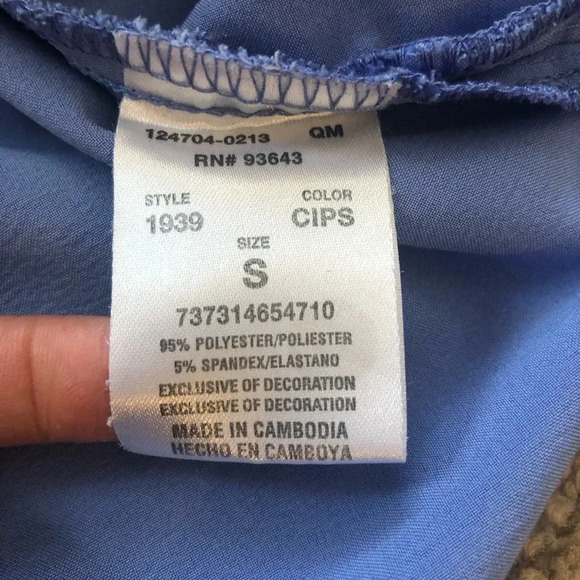 124704-0213 QM
RN# 93643
STYLE COLOR
1939 CIPS
SIZE
S
737314654710
95% POLYESTER/POLIESTER
5% SPANDEX/ELASTANO
EXCLUSIVE OF DECORATION
EXCLUSIVE OF DECORATION
MADE IN CAMBODIA
HECHO EN CAMBOYA